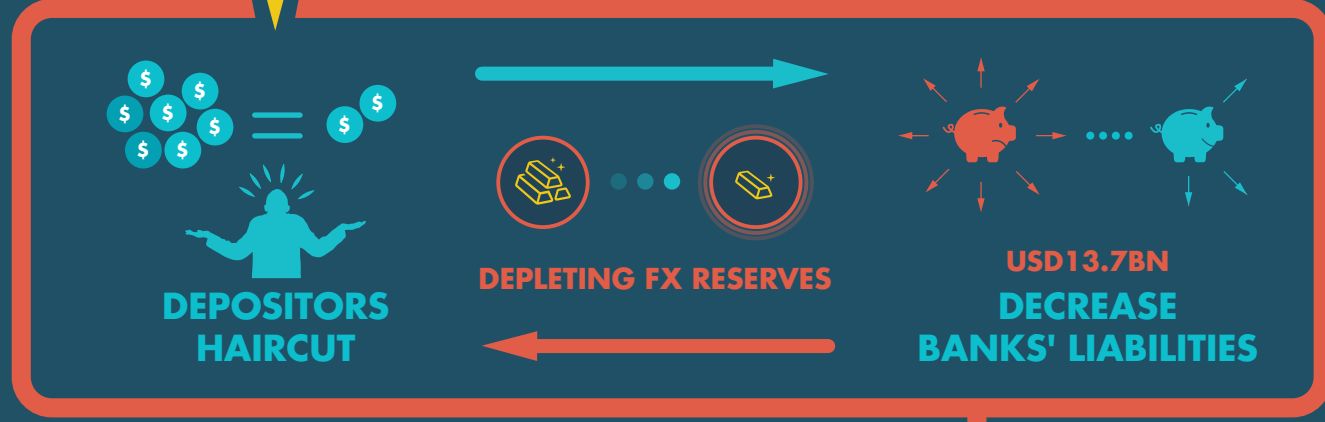 $ $ $ $ $ $ $
$ $
DEPOSITORS
HAIRCUT
DEPLETING FX RESERVES
USD13.7BN
DECREASE
BANKS' LIABILITIES